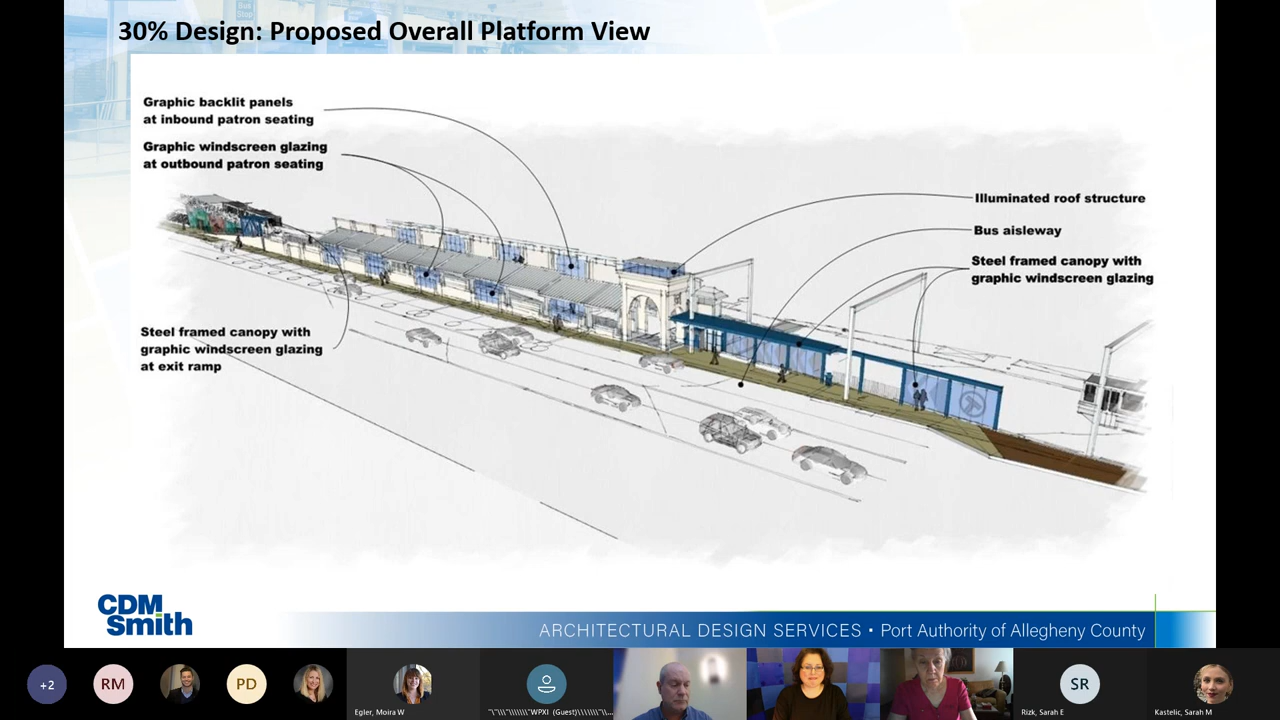 30% Design: Proposed Overall Platform View
Graphic backlit panels
at inbound patron seating
Graphic windscreen glazing
at outbound patron seating
Illuminated roof structure
Bus aisleway
Steel framed canopy with
graphic windscreen glazing
Steel framed canopy with
graphic windscreen glazing
at exit ramp
CDM
Smith
ARCHITECTURAL DESIGN SERVICES • Port Authority of Allegheny County
+2
RM
PD
SR
Egler, Moira W
WPXI (Guest)
Rizk, Sarah E
Kastelic, Sarah M